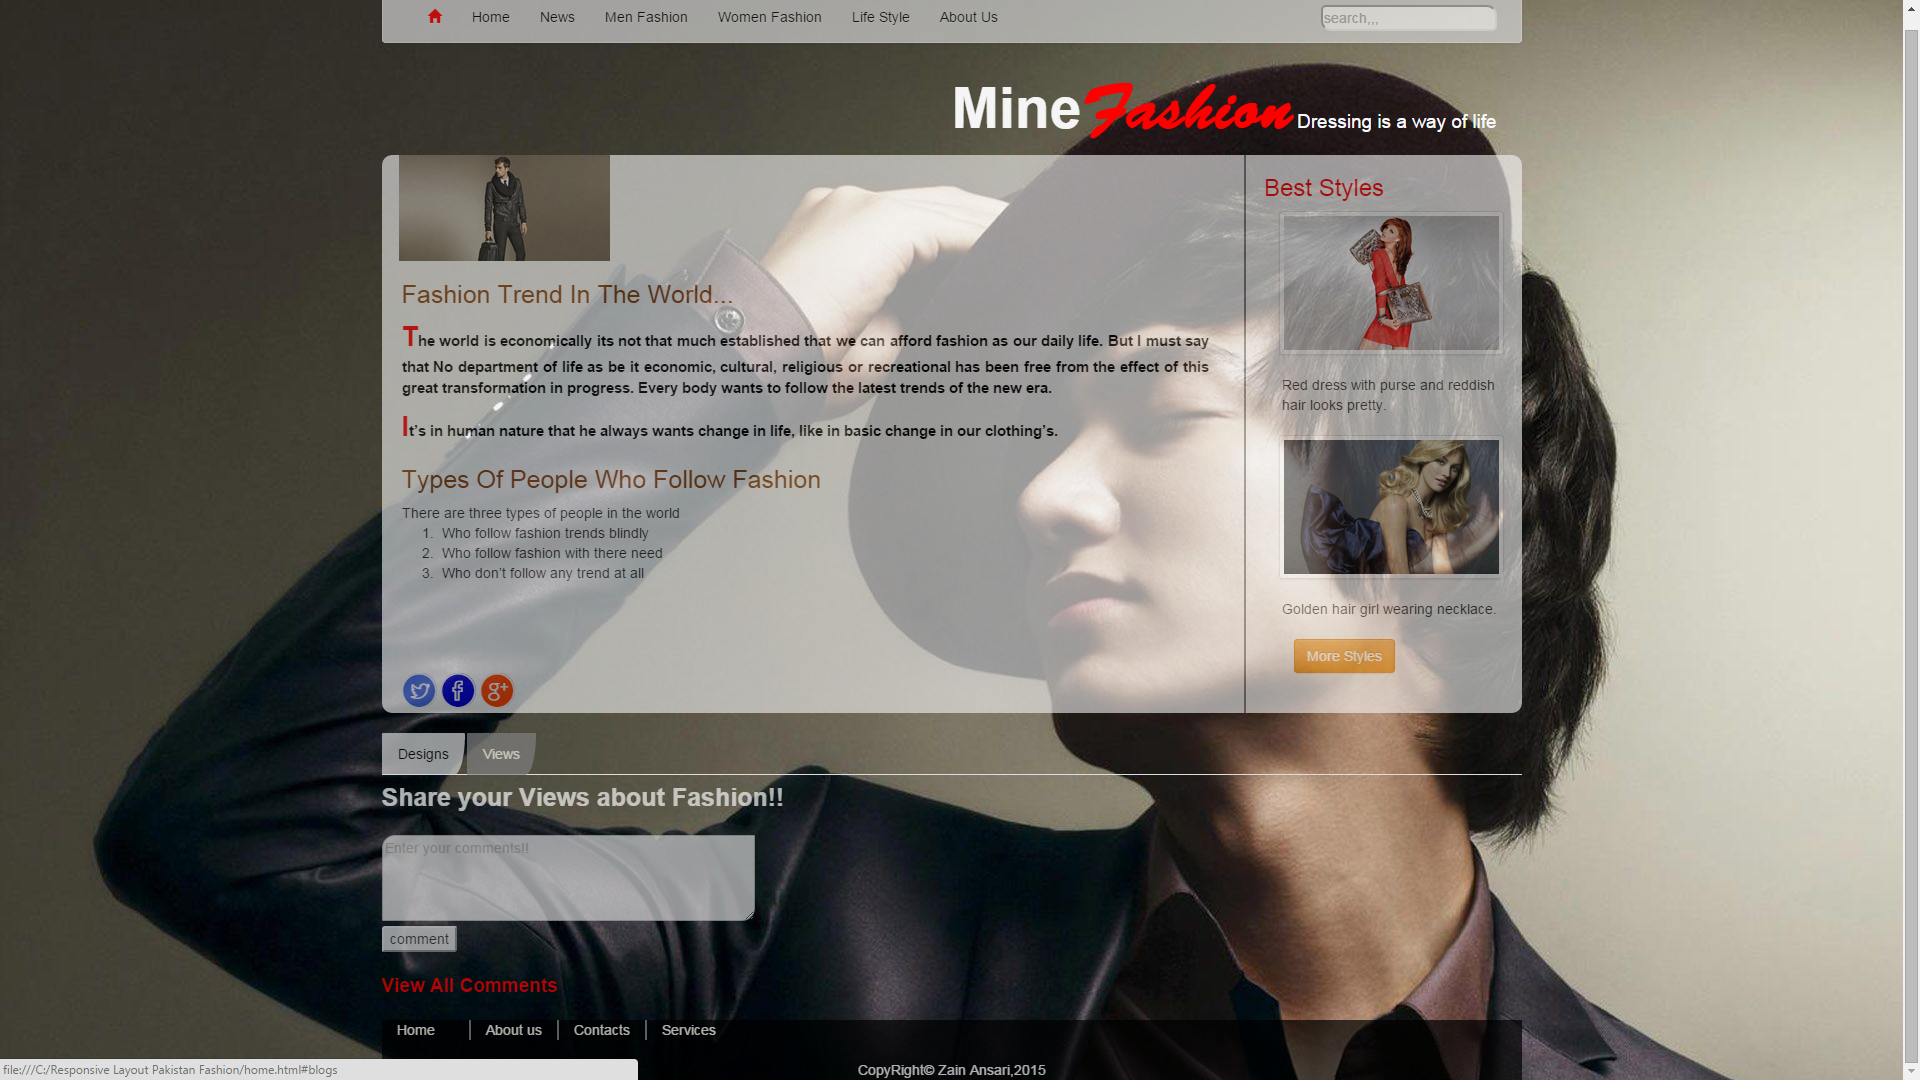 Home News Men Fashion Women Fashion Life Style About Us search,,,
MineFashion Dressing is a way of life
Fashion Trend In The World...
The world is economically its not that much established that we can afford fashion as our daily life. But I must say
that No department of life as be it economic, cultural, religious or recreational has been free from the effect of this
great transformation in progress. Every body wants to follow the latest trends of the new era.
It’s in human nature that he always wants change in life, like in basic change in our clothing’s.
Types Of People Who Follow Fashion
There are three types of people in the world
1. Who follow fashion trends blindly
2. Who follow fashion with there need
3. Who don’t follow any trend at all
Best Styles
Red dress with purse and reddish
hair looks pretty.
Golden hair girl wearing necklace.
More Styles
Designs Views
Share your Views about Fashion!!
Enter your comments!!
comment
View All Comments
Home About us Contacts Services
CopyRight© Zain Ansari,2015
file:///C:/Responsive Layout Pakistan Fashion/home.html#blogs